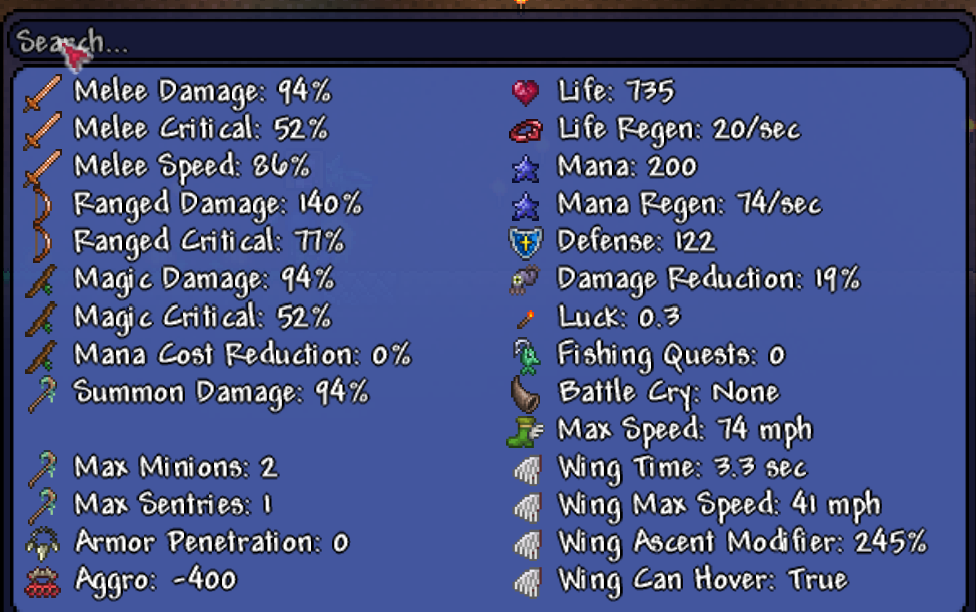 Search...
Melee Damage: 94%
Melee Critical: 52%
Melee Speed: 86%
Ranged Damage: 140%
Ranged Critical: 77%
Magic Damage: 94%
Magic Critical: 52%
Mana Cost Reduction: 0%
Summon Damage: 94%
Max Minions: 2
Max Sentries: 1
Armor Penetration: 0
Aggro: -400
Life: 735
Life Regen: 20/sec
Mana: 200
Mana Regen: 74/sec
Defense: 122
Damage Reduction: 19%
Luck: 0.3
Fishing Quests: 0
Battle Cry: None
Max Speed: 74 mph
Wing Time: 3.3 sec
Wing Max Speed: 41 mph
Wing Ascent Modifier: 245%
Wing Can Hover: True